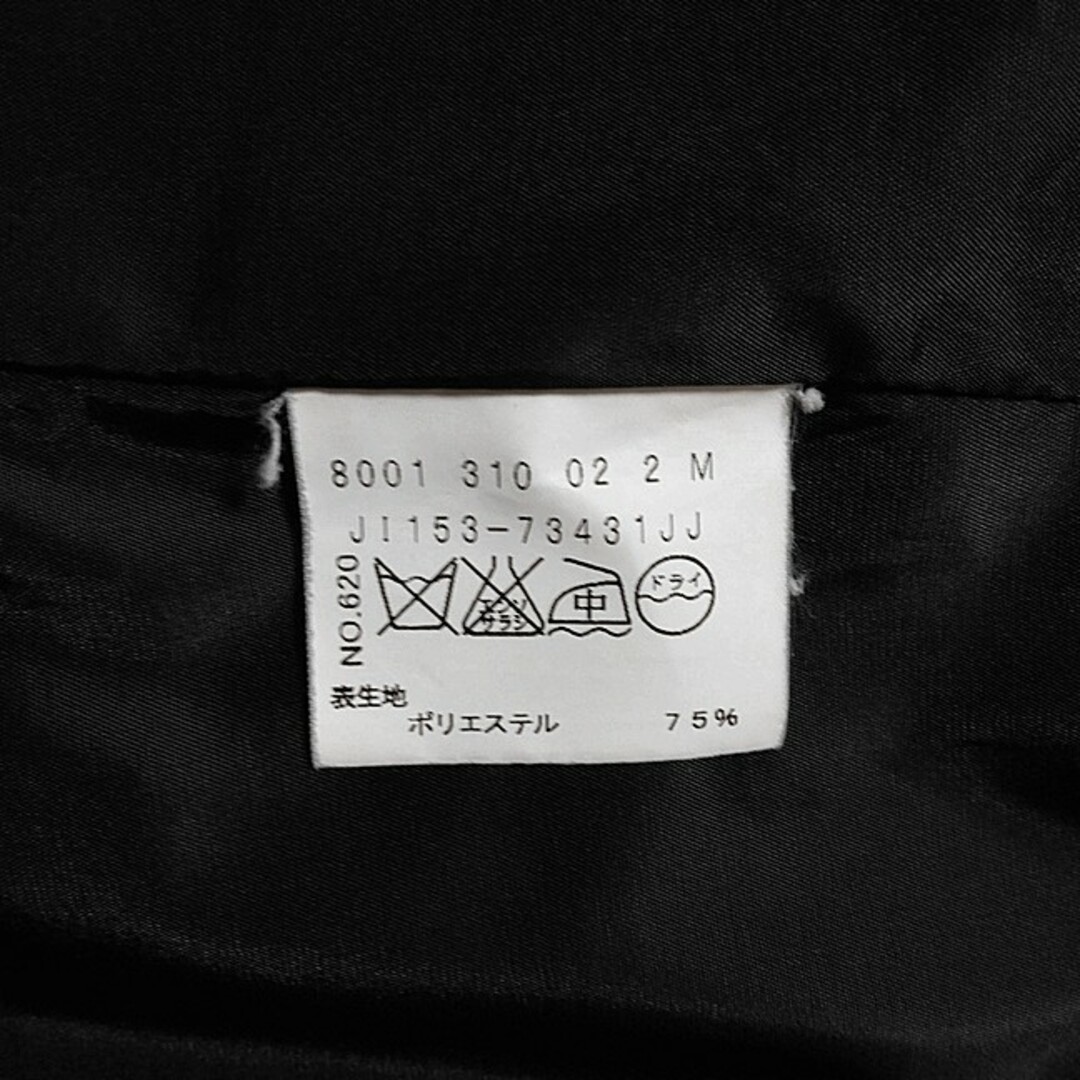 8001 310 02 2 M
JI153-73431JJ
NO.620
エンソ
サラシ
中
ドライ
表生地
ポリエステル 75%